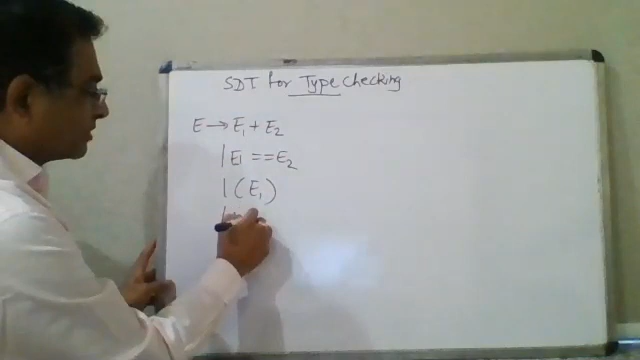 SDT for Type checking
E → E1 + E2
| E1 == E2
| (E1)
|